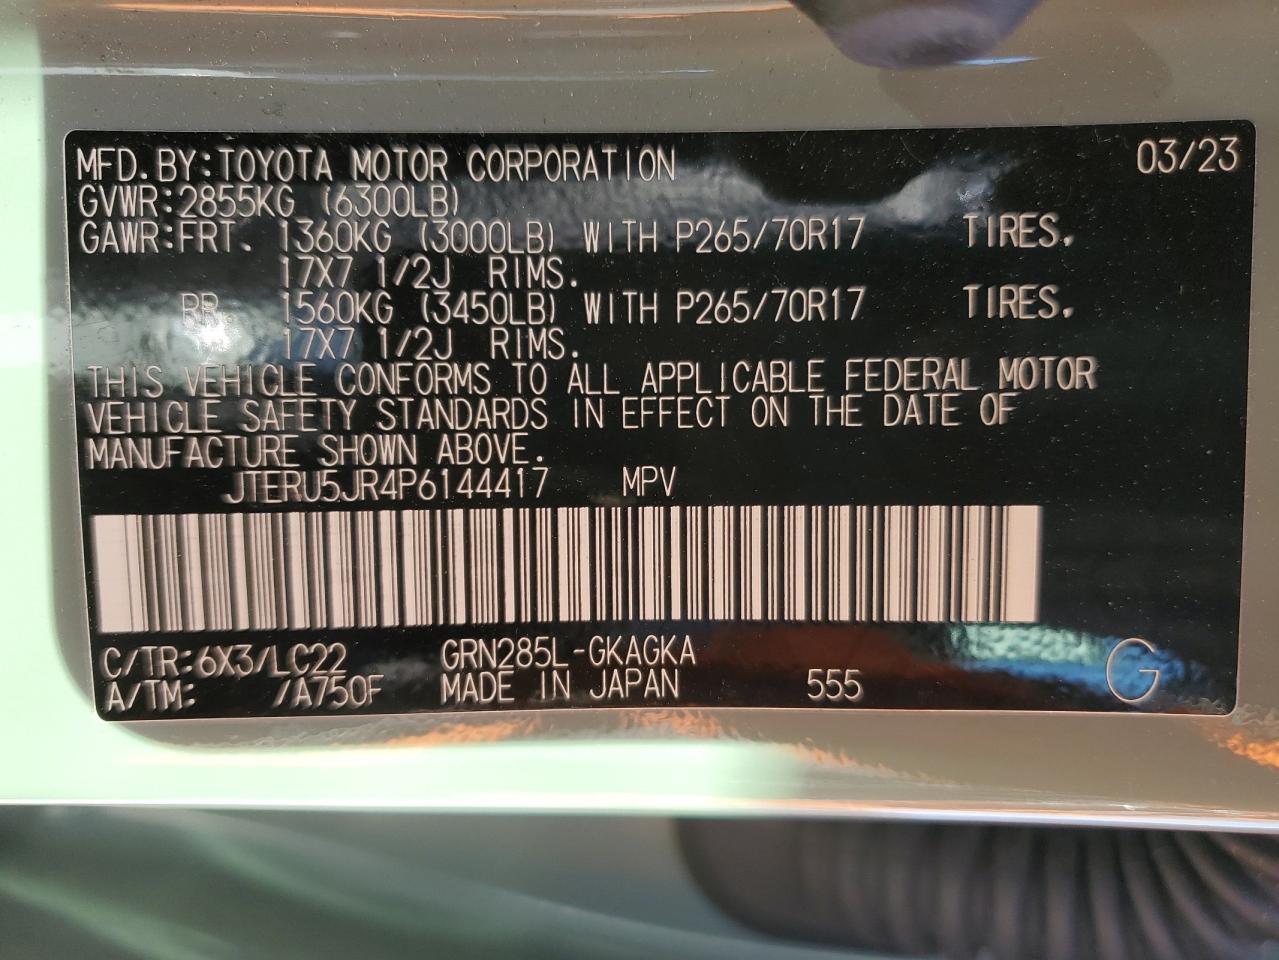 MFD.BY:TOYOTA MOTOR CORPORATION 03/23
GVWR:2855KG (6300LB)
GAWR:FRT. 1360KG (3000LB) WITH P265/70R17 TIRES.
17X7 1/2J RIMS.
RR. 1560KG (3450LB) WITH P265/70R17 TIRES.
17X7 1/2J RIMS.
THIS VEHICLE CONFORMS TO ALL APPLICABLE FEDERAL MOTOR
VEHICLE SAFETY STANDARDS IN EFFECT ON THE DATE OF
MANUFACTURE SHOWN ABOVE.
JTERU5JR4P6144417 MPV
C/TR:6X3/LC22 GRN285L-GKAGKA
A/TM: /A750F MADE IN JAPAN 555 G